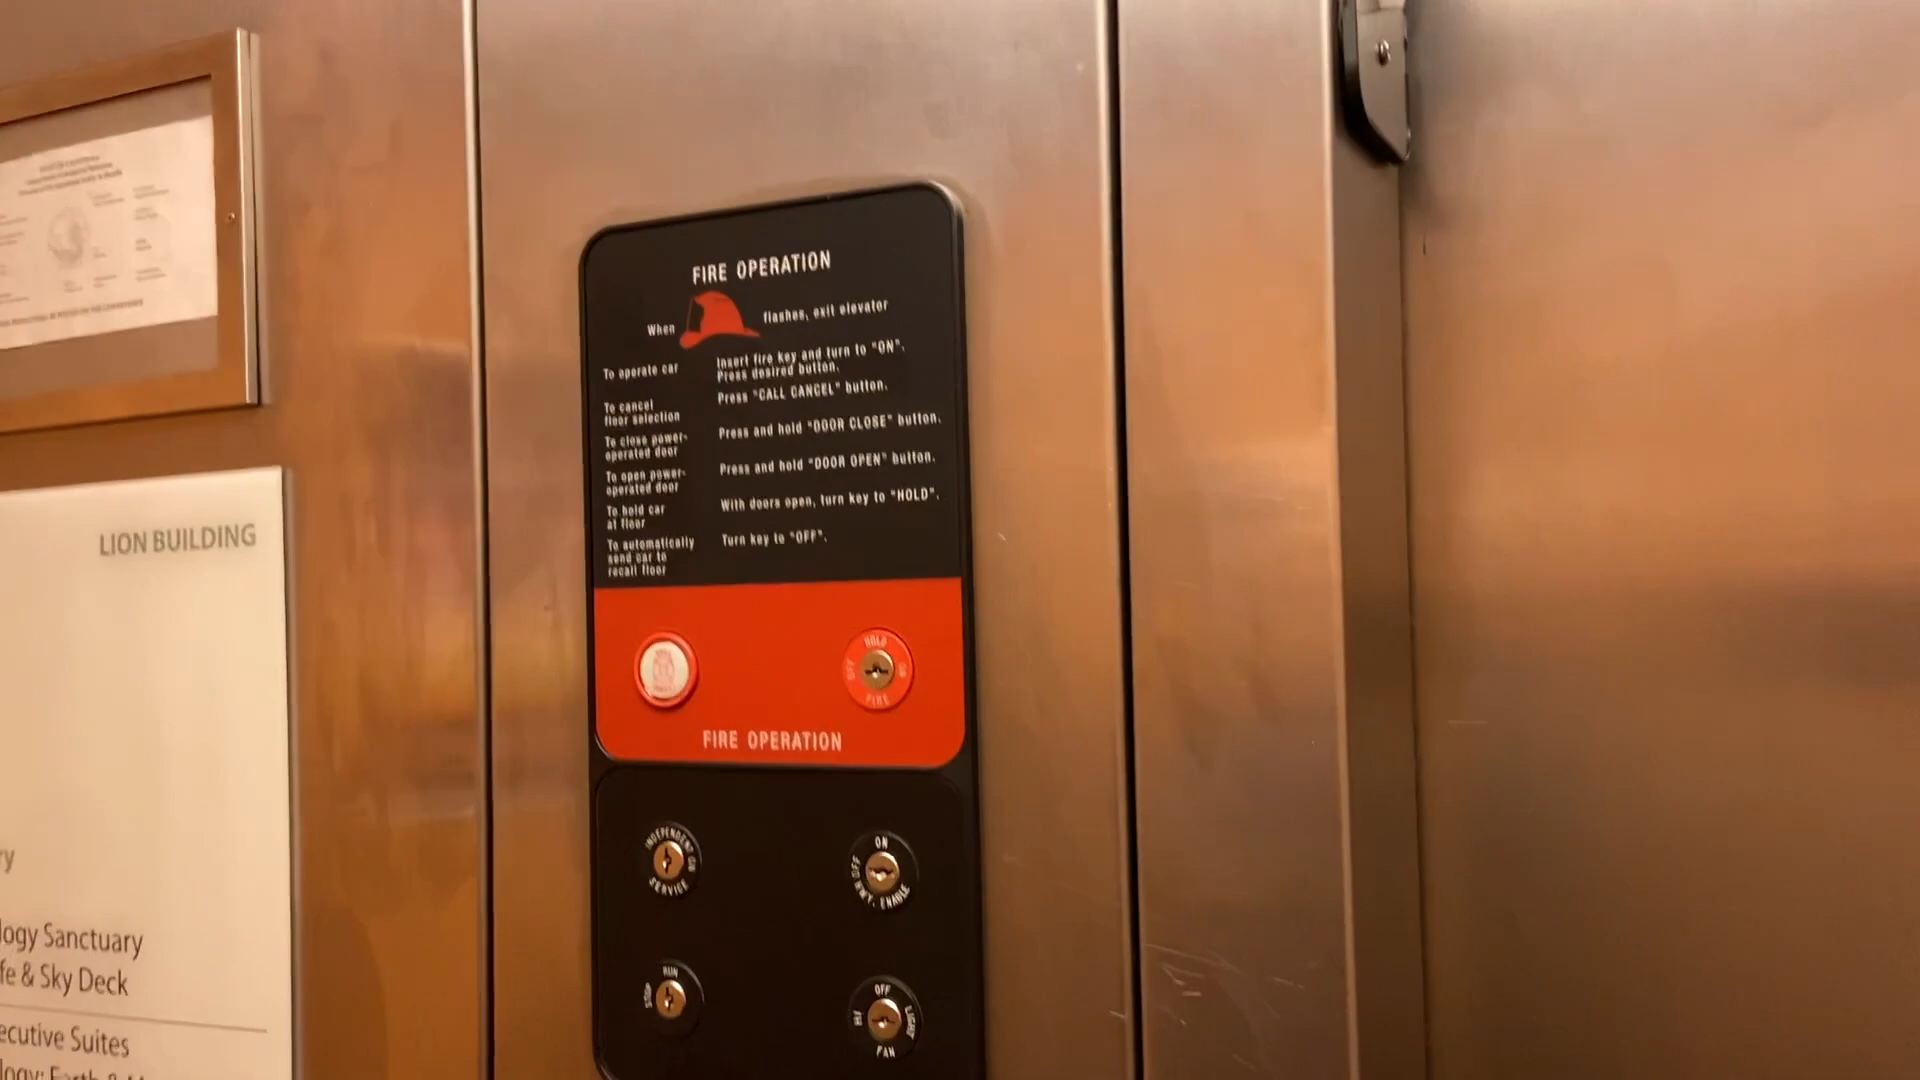 LION BUILDING
logy Sanctuary
fe & Sky Deck
ecutive Suites
FIRE OPERATION
When flashes, exit elevator
To operate car
Insert fire key and turn to "ON".
Press desired button.
To cancel
floor selection
Press "CALL CANCEL" button.
To close power-
operated door
Press and hold "DOOR CLOSE" button.
To open power-
operated door
Press and hold "DOOR OPEN" button.
To hold car
at floor
With doors open, turn key to "HOLD".
To automatically
send car to
recall floor
Turn key to "OFF".
HOLD
OFF
ON
FIRE
FIRE OPERATION
INDEPENDENT ON
SERVICE
ON
OFF
HWY. ENABLE
RUN
STOP
OFF
LIGHT
HI
FAN